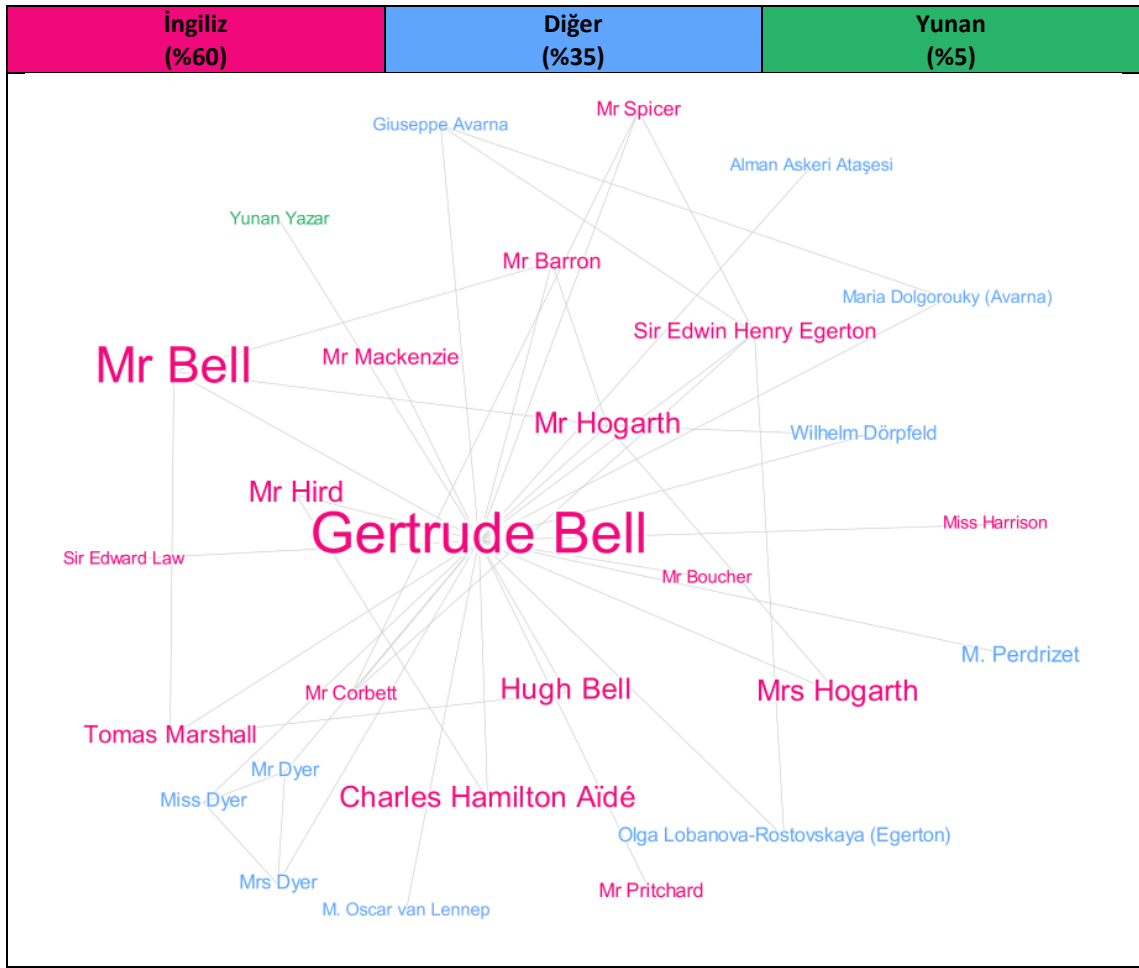 İngiliz
(%60)
Diğer
(%35)
Yunan
(%5)
Mr Spicer
Giuseppe Avarna
Alman Askeri Ataşesi
Yunan Yazar
Mr Barron
Maria Dolgorouky (Avarna)
Sir Edwin Henry Egerton
Mr Bell
Mr Mackenzie
Mr Hogarth
Wilhelm Dörpfeld
Mr Hird
Gertrude Bell
Miss Harrison
Sir Edward Law
Mr Boucher
M. Perdrizet
Mr Corbett
Hugh Bell
Mrs Hogarth
Tomas Marshall
Mr Dyer
Miss Dyer
Charles Hamilton Aïdé
Olga Lobanova-Rostovskaya (Egerton)
Mrs Dyer
Mr Pritchard
M. Oscar van Lennep